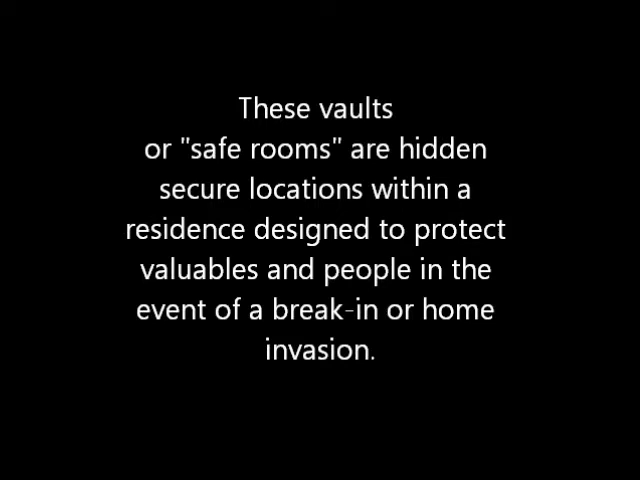 These vaults
or "safe rooms" are hidden
secure locations within a
residence designed to protect
valuables and people in the
event of a break-in or home
invasion.